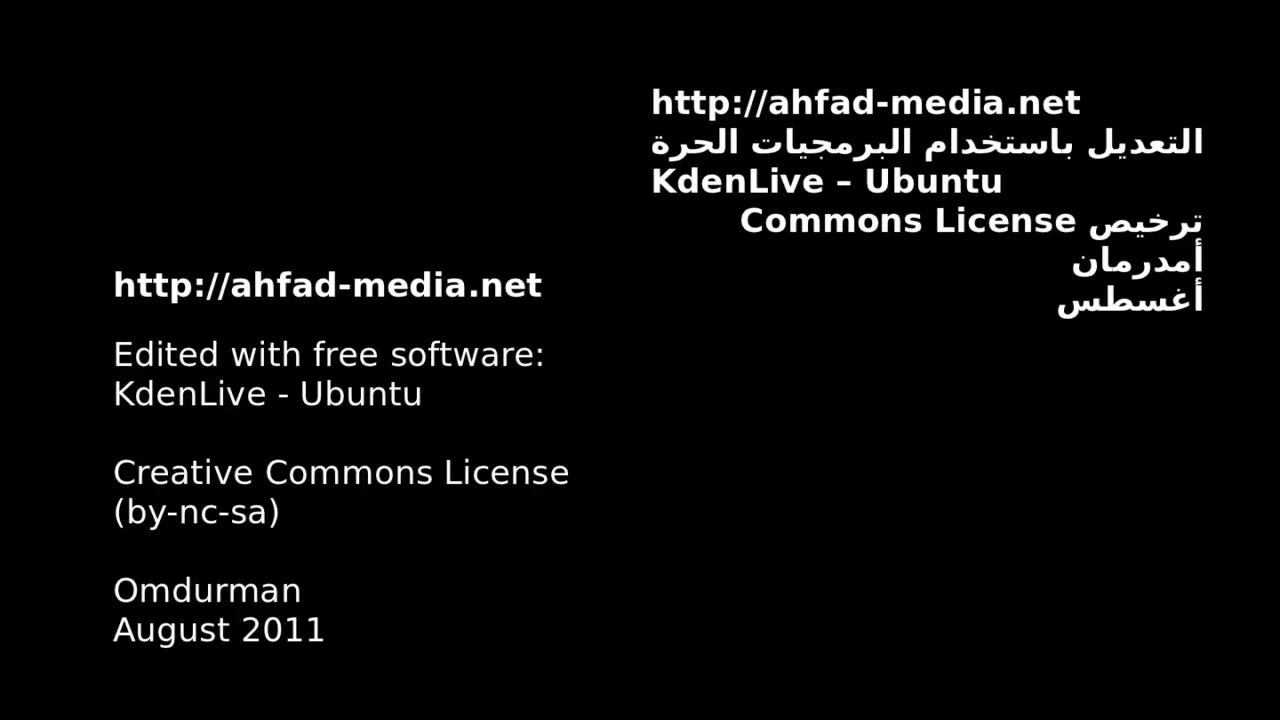 http://ahfad-media.net
Edited with free software:
KdenLive - Ubuntu
Creative Commons License
(by-nc-sa)
Omdurman
August 2011
http://ahfad-media.net
التعديل باستخدام البرمجيات الحرة
KdenLive – Ubuntu
ترخيص Commons License
أمدرمان
أغسطس